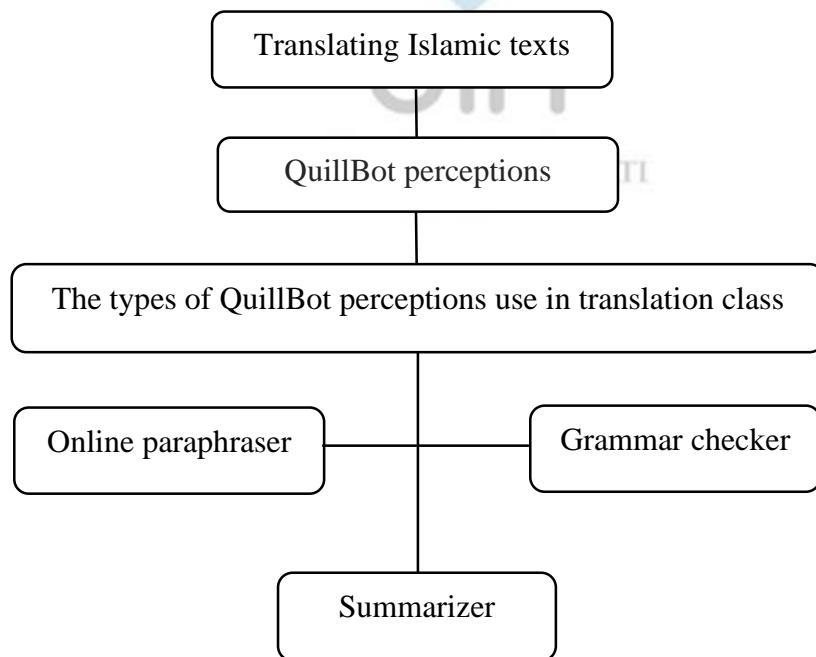 Translating Islamic texts
QuillBot perceptions
TI
The types of QuillBot perceptions use in translation class
Online paraphraser
Grammar checker
Summarizer